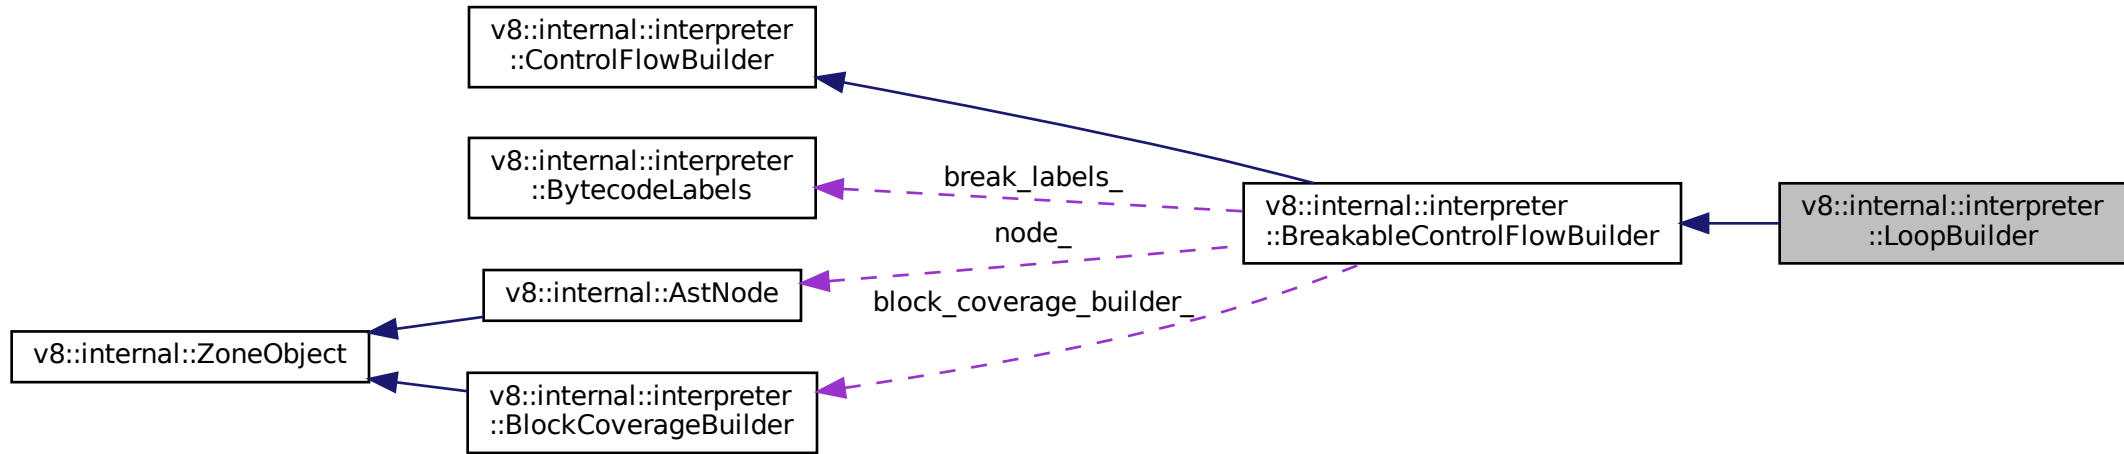 v8::internal::interpreter
::ControlFlowBuilder
v8::internal::interpreter
::BytecodeLabels
break_labels_
v8::internal::interpreter
::BreakableControlFlowBuilder
v8::internal::interpreter
::LoopBuilder
node_
v8::internal::AstNode
block_coverage_builder_
v8::internal::ZoneObject
v8::internal::interpreter
::BlockCoverageBuilder